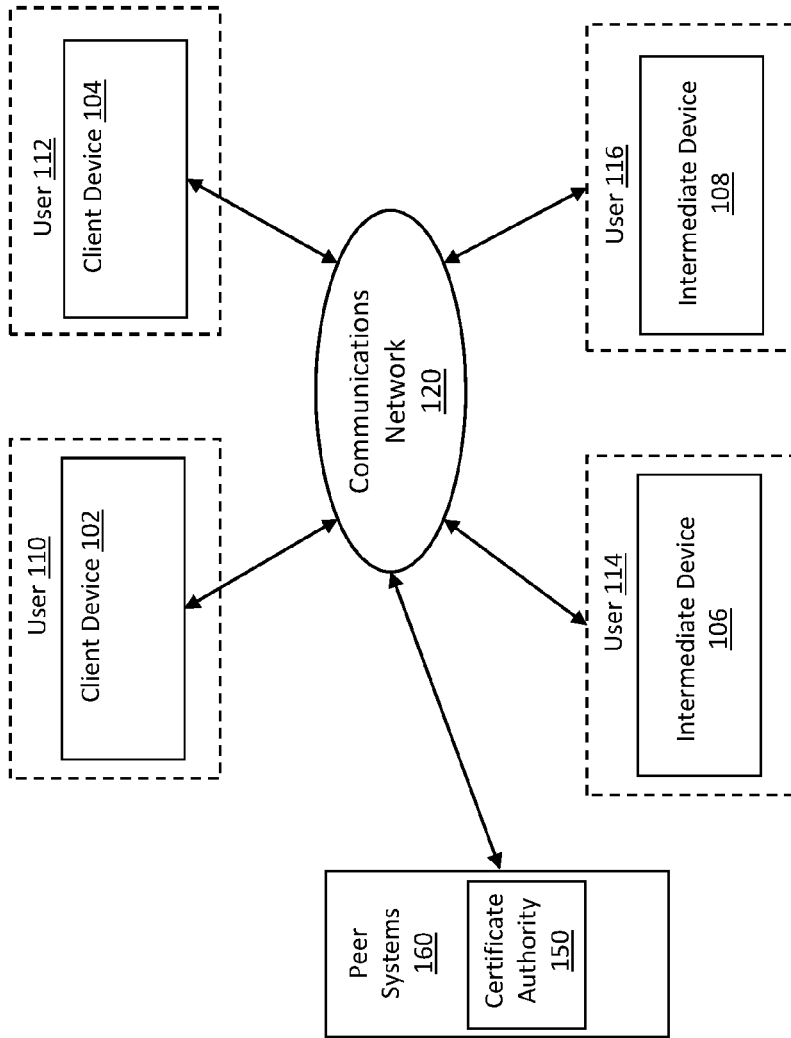 User 110
Client Device 102
User 112
Client Device 104
Communications
Network
120
Peer
Systems
160
Certificate
Authority
150
User 114
Intermediate Device
106
User 116
Intermediate Device
108